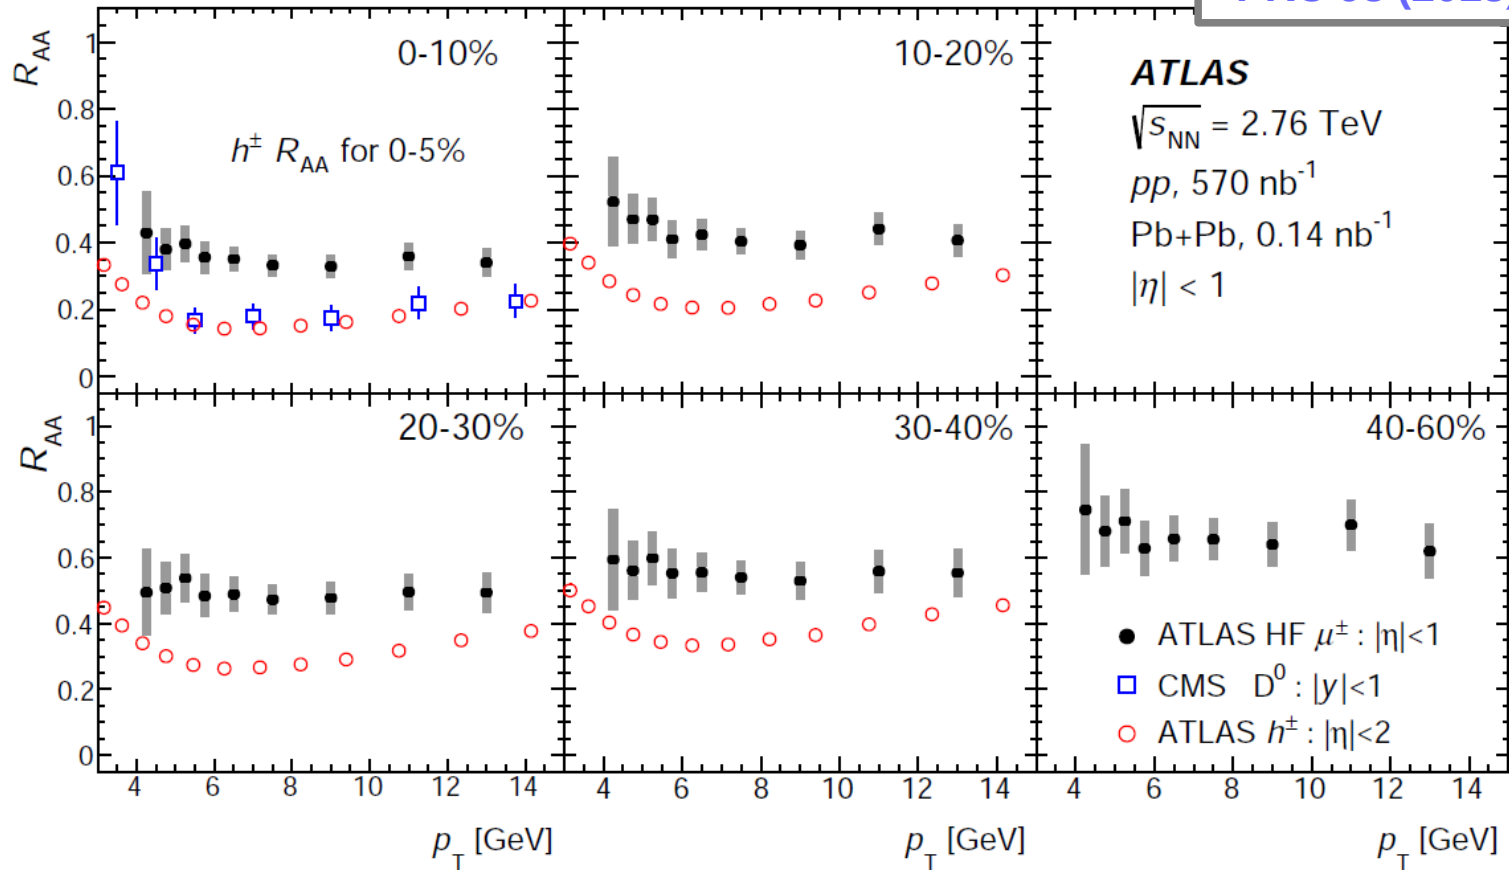 R_AA
1
0.8
0.6
0.4
0.2
0
0-10%
h± R_AA for 0-5%
10-20%
ATLAS
√s_NN = 2.76 TeV
pp, 570 nb⁻¹
Pb+Pb, 0.14 nb⁻¹
|η| < 1
R_AA
1
0.8
0.6
0.4
0.2
0
20-30%
30-40%
40-60%
ATLAS HF μ± : |η|<1
CMS D⁰ : |y|<1
ATLAS h± : |η|<2
4 6 8 10 12 14
4 6 8 10 12 14
4 6 8 10 12 14
p_T [GeV]
p_T [GeV]
p_T [GeV]